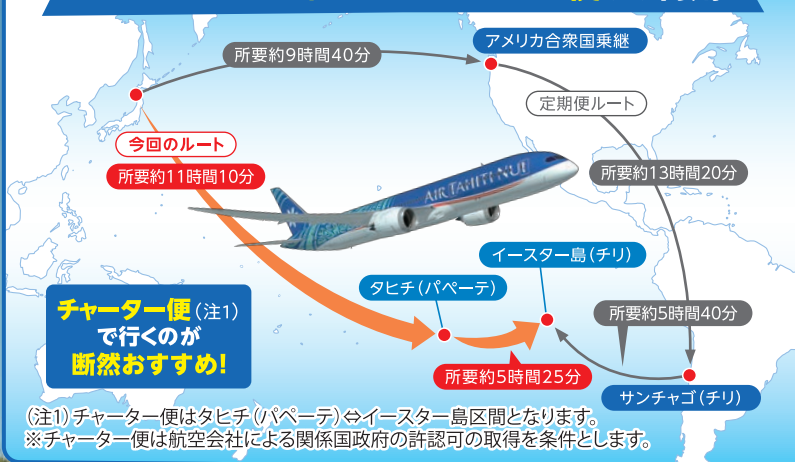 所要約9時間40分
アメリカ合衆国乗継
定期便ルート
今回のルート
所要約11時間10分
所要約13時間20分
AIR TAHITI NUI
イースター島(チリ)
タヒチ(パペーテ)
チャーター便(注1)
で行くのが
断然おすすめ!
所要約5時間40分
所要約5時間25分
サンチャゴ(チリ)
(注1)チャーター便はタヒチ(パペーテ)⇔イースター島区間となります。
※チャーター便は航空会社による関係国政府の許認可の取得を条件とします。